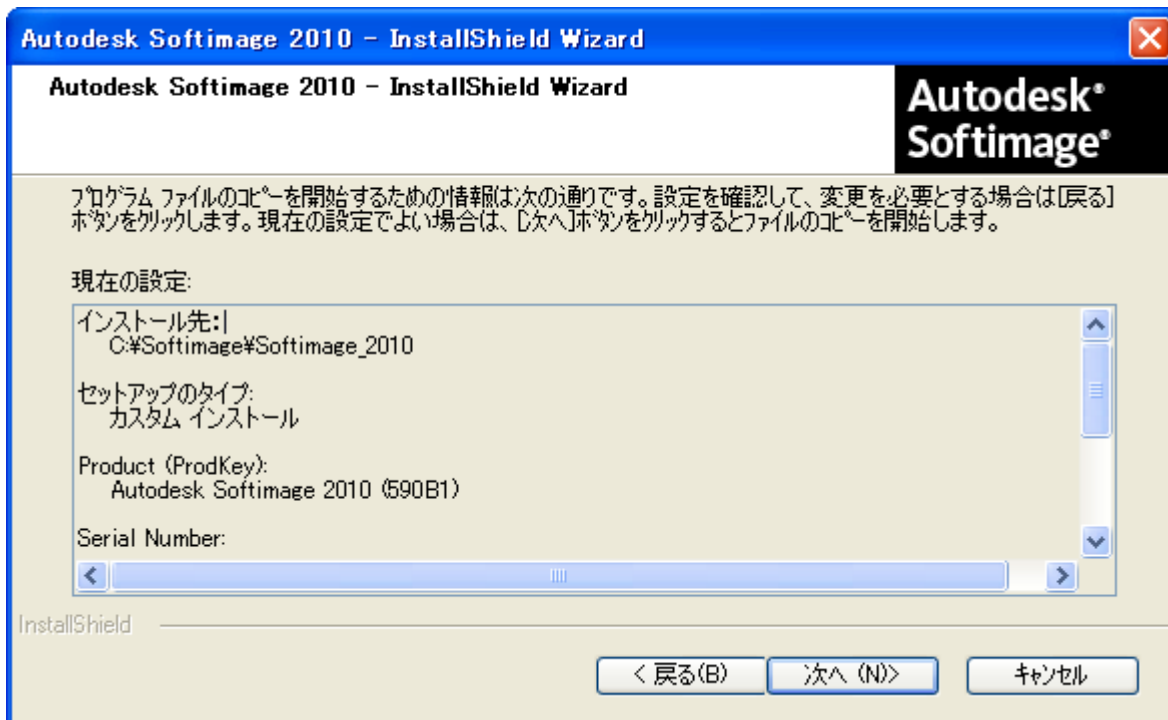 Autodesk Softimage 2010 - InstallShield Wizard
Autodesk Softimage 2010 - InstallShield Wizard
Autodesk®
Softimage®
プログラム ファイルのコピーを開始するための情報は次の通りです。設定を確認して、変更を必要とする場合は[戻る]
ボタンをクリックします。現在の設定でよい場合は、[次へ]ボタンをクリックするとファイルのコピーを開始します。
現在の設定:
インストール先:
C:¥Softimage¥Softimage_2010
セットアップのタイプ:
カスタム インストール
Product (ProdKey):
Autodesk Softimage 2010 (590B1)
Serial Number:
InstallShield
< 戻る(B)
次へ (N)>
キャンセル